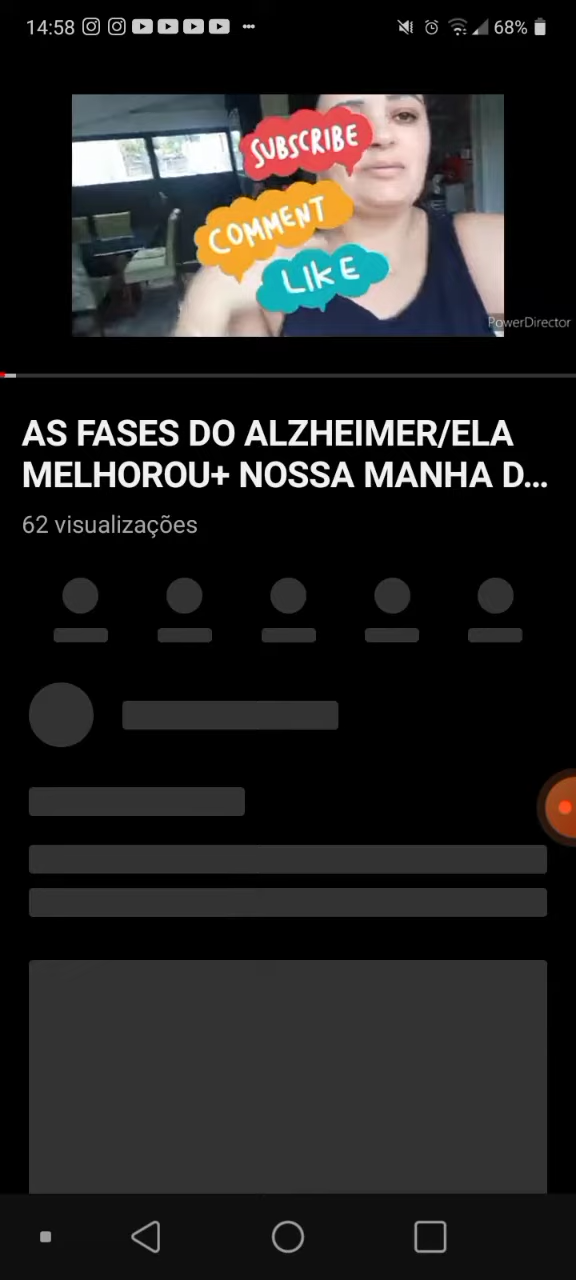 14:58
68%
SUBSCRIBE
COMMENT
LIKE
PowerDirector
AS FASES DO ALZHEIMER/ELA
MELHOROU+ NOSSA MANHA D...
62 visualizações